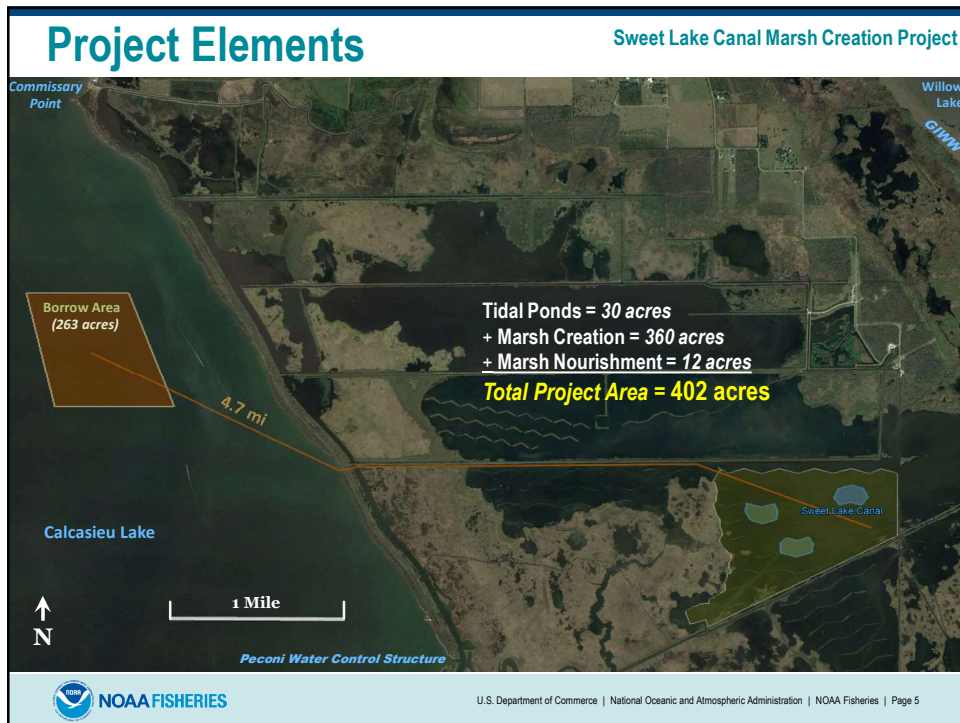 Project Elements
Sweet Lake Canal Marsh Creation Project
Commissary
Point
Willow
Lake
GIWW
Borrow Area
(263 acres)
Tidal Ponds = 30 acres
+ Marsh Creation = 360 acres
+ Marsh Nourishment = 12 acres
Total Project Area = 402 acres
4.7 mi
Sweet Lake Canal
Calcasieu Lake
1 Mile
N
Peconi Water Control Structure
NOAA
NOAA FISHERIES
U.S. Department of Commerce | National Oceanic and Atmospheric Administration | NOAA Fisheries | Page 5